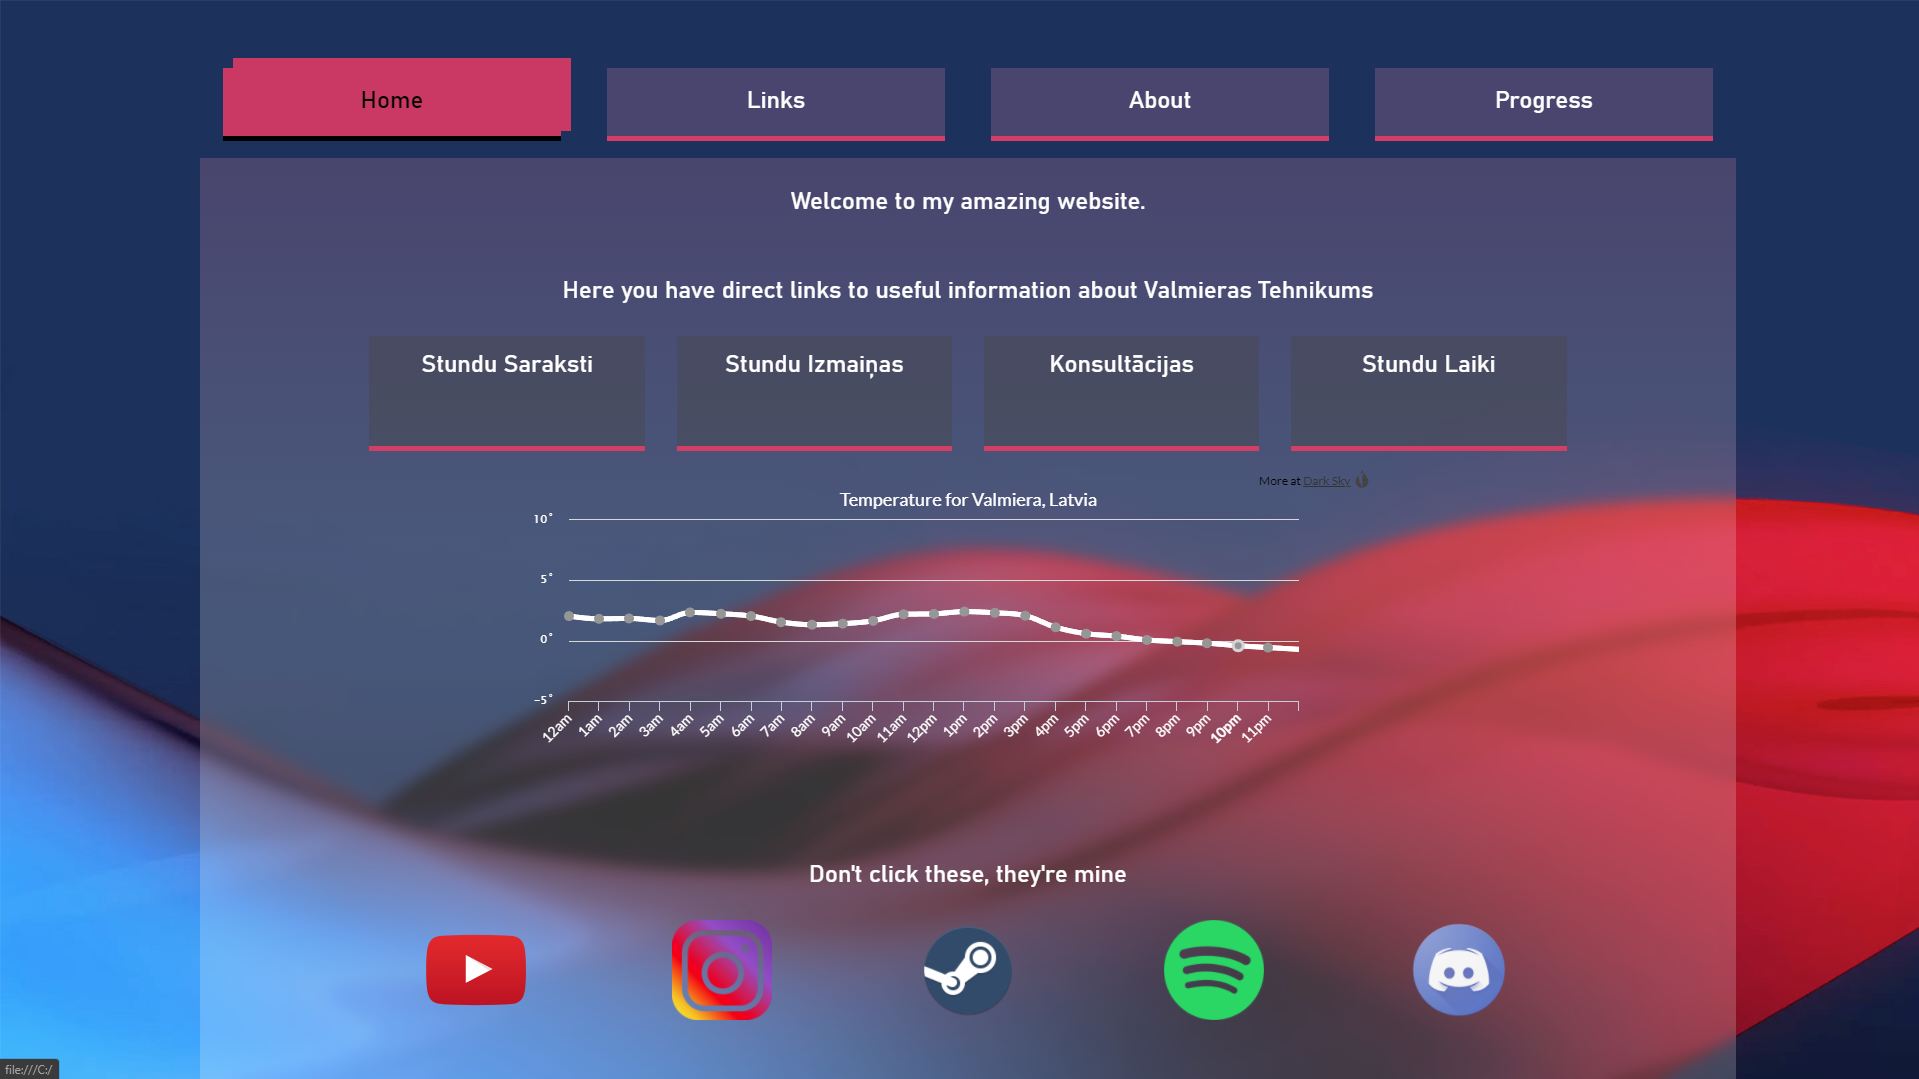 Home
Links
About
Progress
Welcome to my amazing website.
Here you have direct links to useful information about Valmieras Tehnikums
Stundu Saraksti
Stundu Izmaiņas
Konsultācijas
Stundu Laiki
More at Dark Sky
Temperature for Valmiera, Latvia
10°
5°
0°
-5°
12am 1am 2am 3am 4am 5am 6am 7am 8am 9am 10am 11am 12pm 1pm 2pm 3pm 4pm 5pm 6pm 7pm 8pm 9pm 10pm 11pm
Don't click these, they're mine
file:///C:/